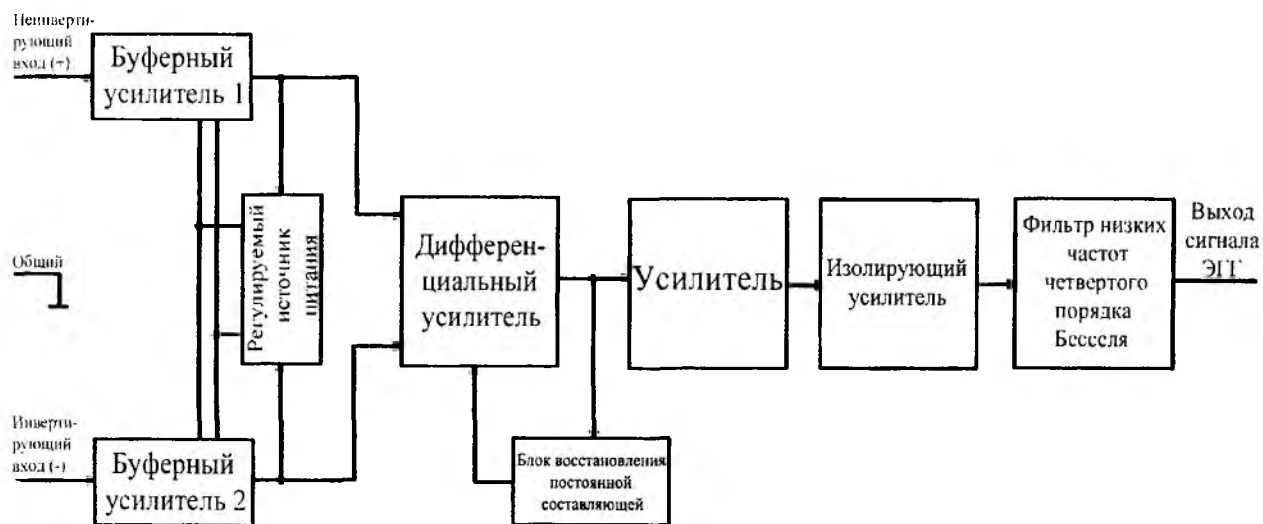 Неинверти-
рующий
вход (+)
Буферный
усилитель 1
Регулируемый
источник
питания
Общий
Инверти-
рующий
вход (-)
Буферный
усилитель 2
Дифферен-
циальный
усилитель
Блок восстановления
постоянной
составляющей
Усилитель
Изолирующий
усилитель
Фильтр низких
частот
четвертого
порядка
Бесселя
Выход
сигнала
ЭГГ